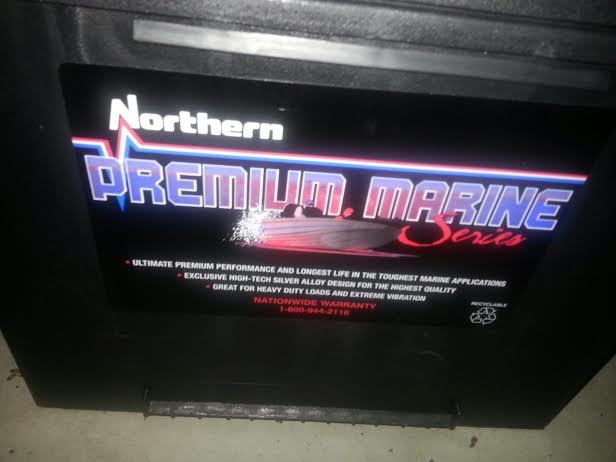 Northern
PREMIUM MARINE
Series
• ULTIMATE PREMIUM PERFORMANCE AND LONGEST LIFE IN THE TOUGHEST MARINE APPLICATIONS
• EXCLUSIVE HIGH-TECH SILVER ALLOY DESIGN FOR THE HIGHEST QUALITY
• GREAT FOR HEAVY DUTY LOADS AND EXTREME VIBRATION
NATIONWIDE WARRANTY
1-800-944-2116
RECYCLABLE